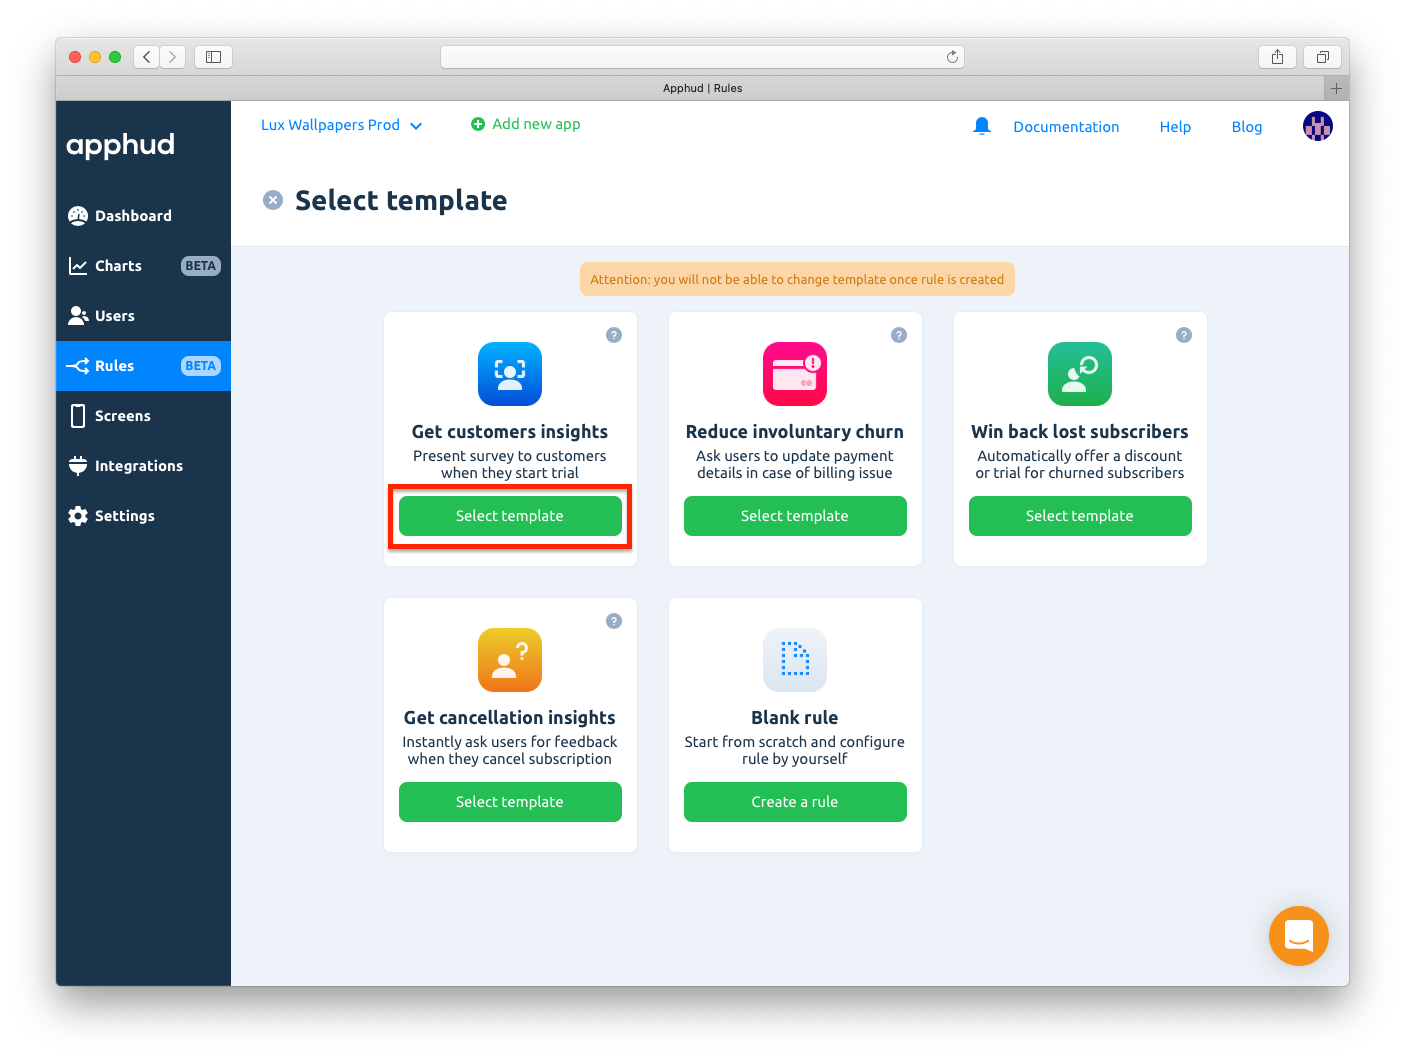 Apphud | Rules
apphud
Lux Wallpapers Prod
Add new app
Documentation
Help
Blog
Select template
Dashboard
Charts BETA
Users
Rules BETA
Screens
Integrations
Settings
Attention: you will not be able to change template once rule is created
?
Get customers insights
Present survey to customers
when they start trial
Select template
?
!
Reduce involuntary churn
Ask users to update payment
details in case of billing issue
Select template
?
Win back lost subscribers
Automatically offer a discount
or trial for churned subscribers
Select template
?
?
Get cancellation insights
Instantly ask users for feedback
when they cancel subscription
Select template
Blank rule
Start from scratch and configure
rule by yourself
Create a rule